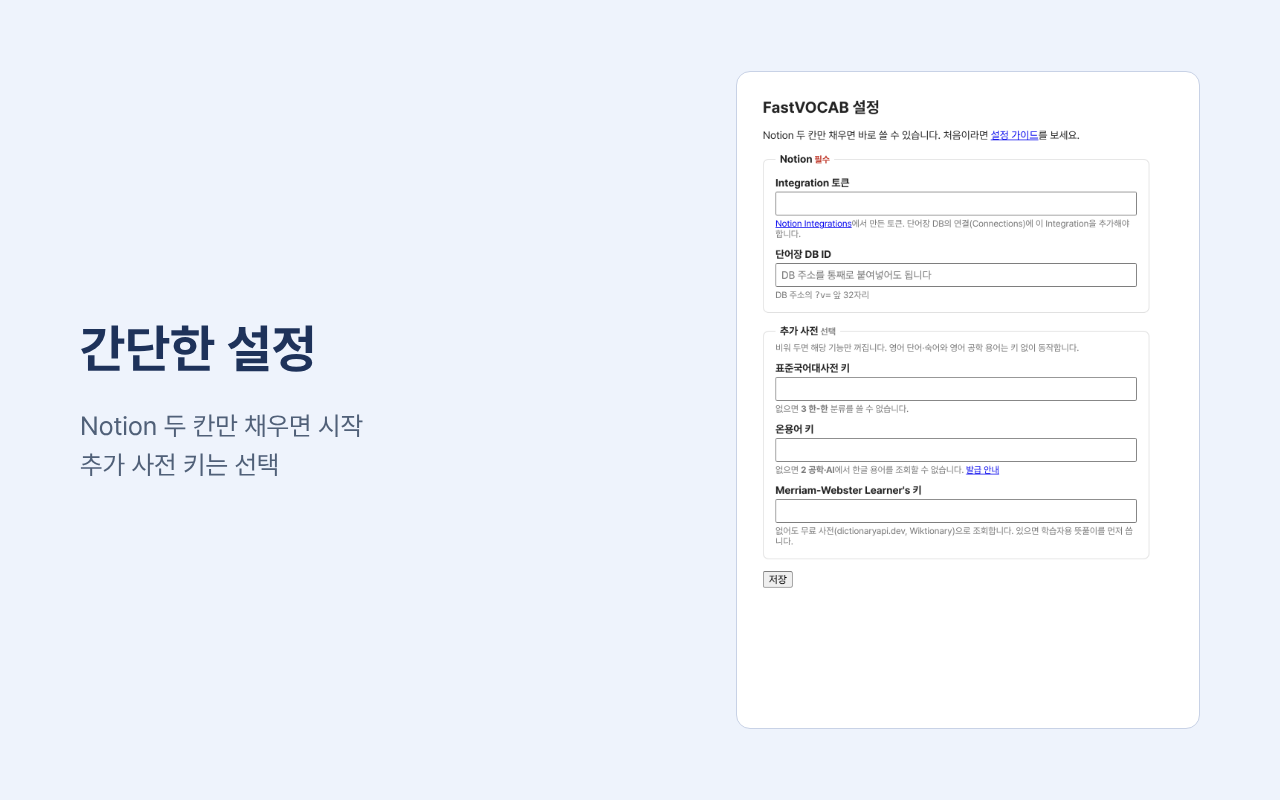 간단한 설정
Notion 두 칸만 채우면 시작
추가 사전 키는 선택
FastVOCAB 설정
Notion 두 칸만 채우면 바로 쓸 수 있습니다. 처음이라면 설정 가이드를 보세요.
Notion 필수
Integration 토큰
Notion Integrations에서 만든 토큰. 단어장 DB의 연결(Connections)에 이 Integration을 추가해야
합니다.
단어장 DB ID
DB 주소를 통째로 붙여넣어도 됩니다
DB 주소의 ?v= 앞 32자리
추가 사전 선택
비워 두면 해당 기능만 꺼집니다. 영어 단어·숙어와 영어 공학 용어는 키 없이 동작합니다.
표준국어대사전 키
없으면 3 한-한 분류를 쓸 수 없습니다.
온용어 키
없으면 2 공학·AI에서 한글 용어를 조회할 수 없습니다. 발급 안내
Merriam-Webster Learner's 키
없어도 무료 사전(dictionaryapi.dev, Wiktionary)으로 조회합니다. 있으면 학습자용 뜻풀이를 먼저 씁
니다.
저장